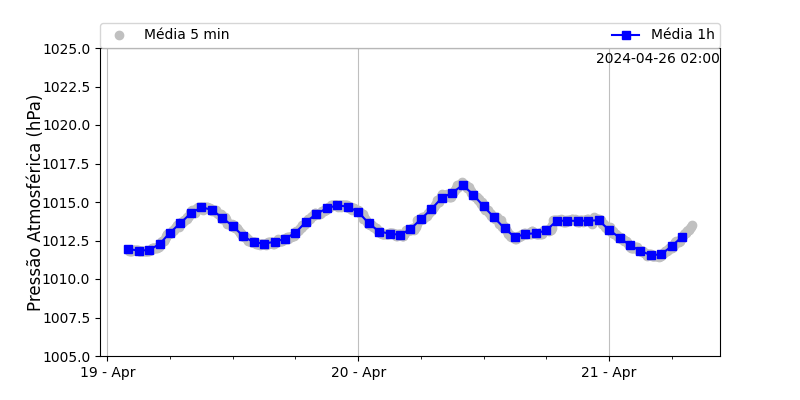 Média 5 min
Média 1h
2024-04-26 02:00
Pressão Atmosférica (hPa)
1025.0
1022.5
1020.0
1017.5
1015.0
1012.5
1010.0
1007.5
1005.0
19 - Apr
20 - Apr
21 - Apr